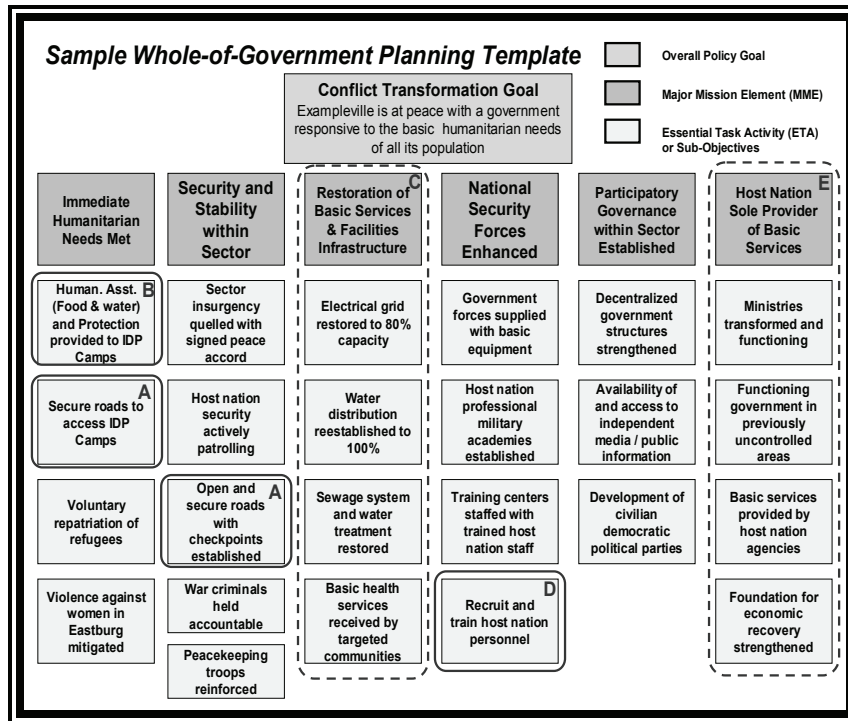 Sample Whole-of-Government Planning Template
Overall Policy Goal
Major Mission Element (MME)
Essential Task Activity (ETA)
or Sub-Objectives
Conflict Transformation Goal
Exampleville is at peace with a government
responsive to the basic humanitarian needs
of all its population
Immediate
Humanitarian
Needs Met
Human. Asst.
(Food & water)
and Protection
provided to IDP
Camps
B
Secure roads to
access IDP
Camps
A
Voluntary
repatriation of
refugees
Violence against
women in
Eastburg
mitigated
Security and
Stability
within
Sector
Sector
insurgency
quelled with
signed peace
accord
Host nation
security
actively
patrolling
Open and
secure roads
with
checkpoints
established
A
War criminals
held
accountable
Peacekeeping
troops
reinforced
C
Restoration of
Basic Services
& Facilities
Infrastructure
Electrical grid
restored to 80%
capacity
Water
distribution
reestablished to
100%
Sewage system
and water
treatment
restored
Basic health
services
received by
targeted
communities
National
Security
Forces
Enhanced
Government
forces supplied
with basic
equipment
Host nation
professional
military
academies
established
Training centers
staffed with
trained host
nation staff
D
Recruit and
train host nation
personnel
Participatory
Governance
within Sector
Established
Decentralized
government
structures
strengthened
Availability of
and access to
independent
media / public
information
Development of
civilian
democratic
political parties
E
Host Nation
Sole Provider
of Basic
Services
Ministries
transformed and
functioning
Functioning
government in
previously
uncontrolled
areas
Basic services
provided by
host nation
agencies
Foundation for
economic
recovery
strengthened